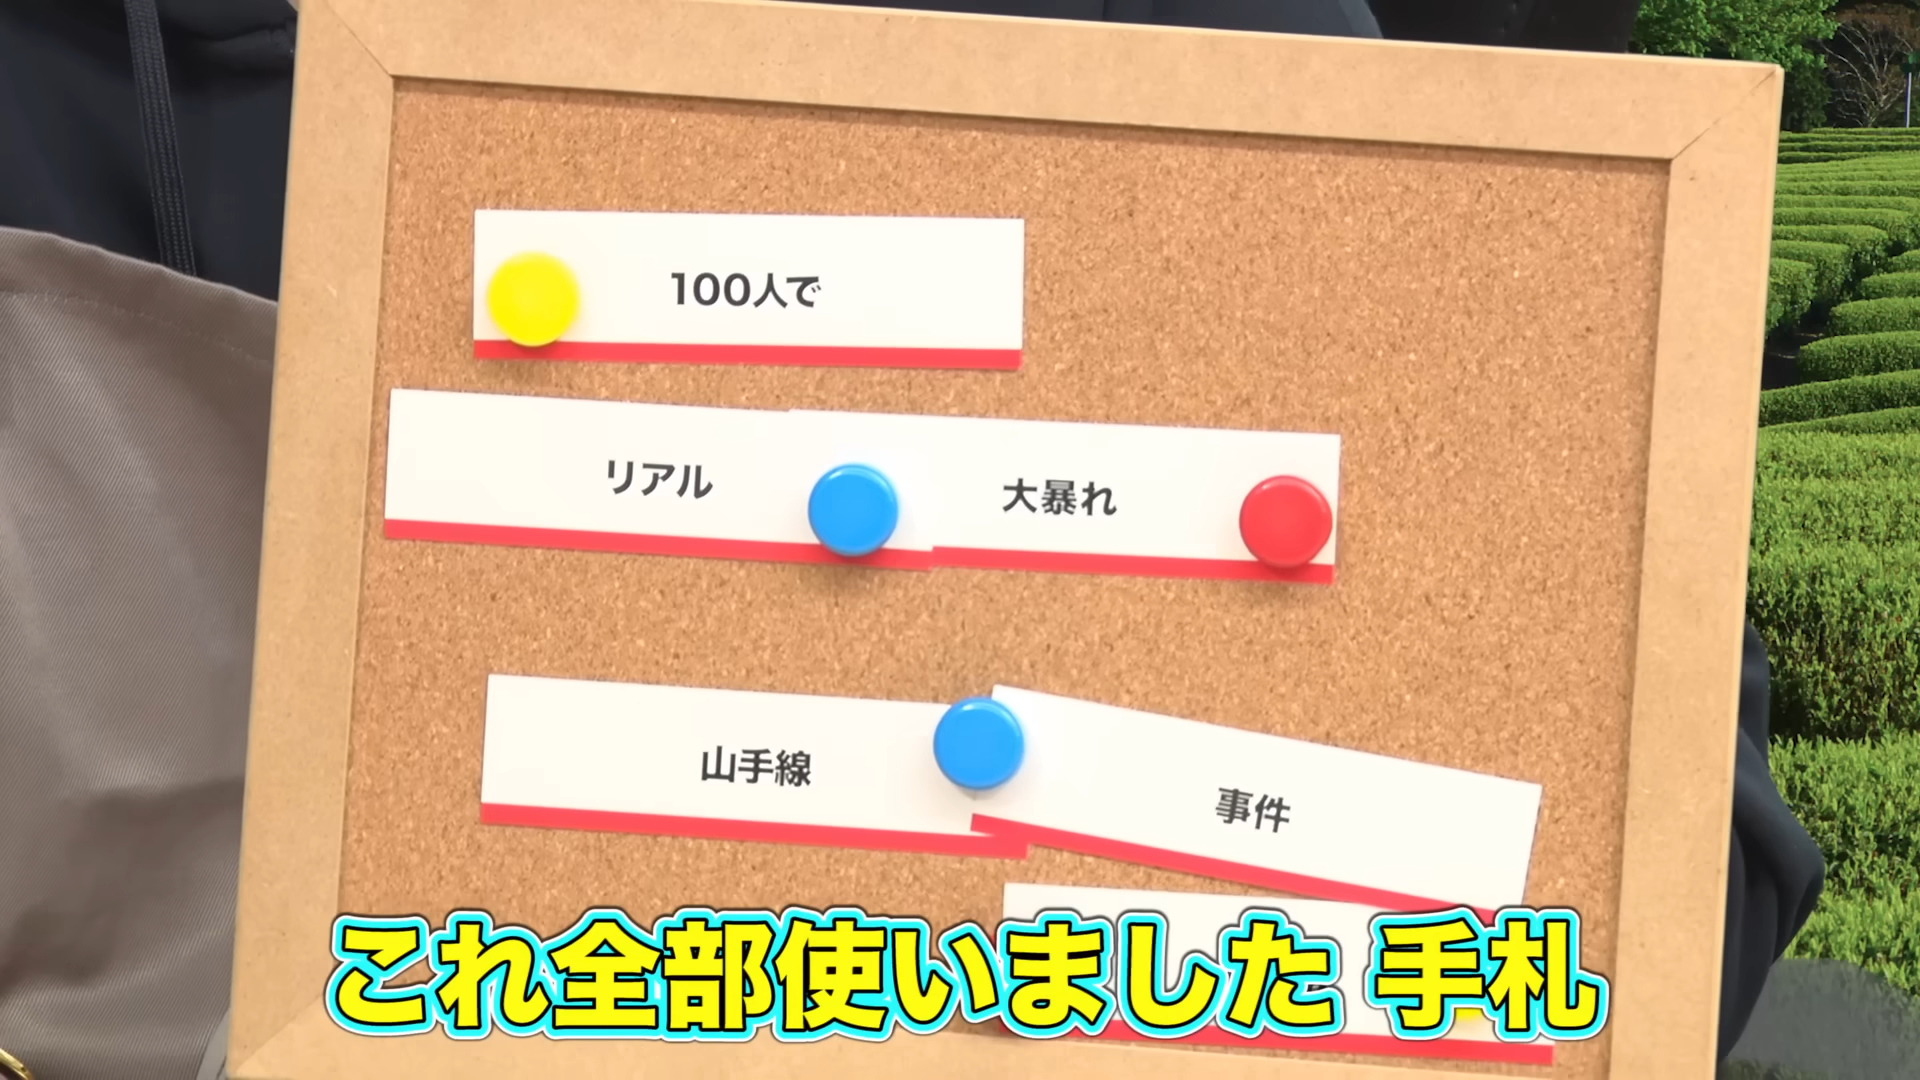 100人で
リアル 大暴れ
山手線 事件
これ全部使いました 手札